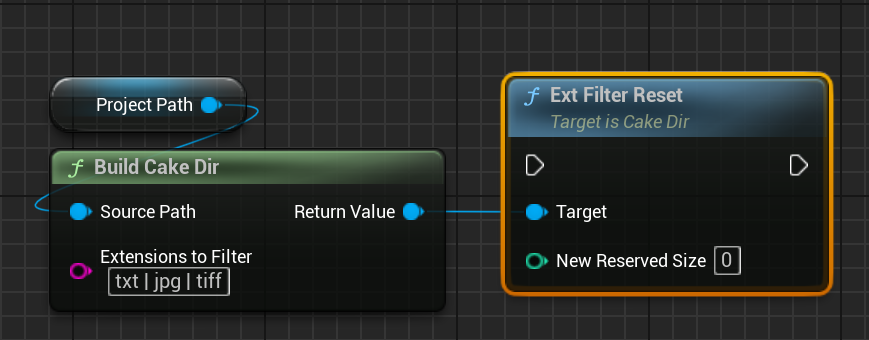 Project Path
f Build Cake Dir
Source Path
Return Value
Extensions to Filter
txt | jpg | tiff
f Ext Filter Reset
Target is Cake Dir
Target
New Reserved Size 0